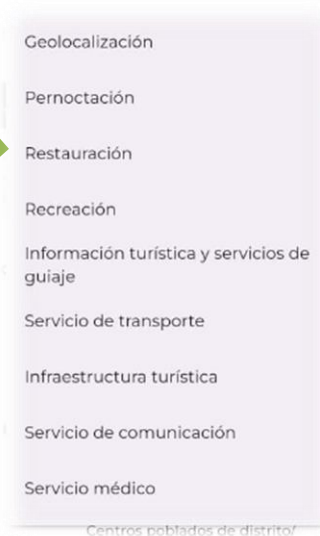 Geolocalización
Pernoctación
Restauración
Recreación
Información turística y servicios de
guiaje
Servicio de transporte
Infraestructura turística
Servicio de comunicación
Servicio médico
Centros poblados de distrito/